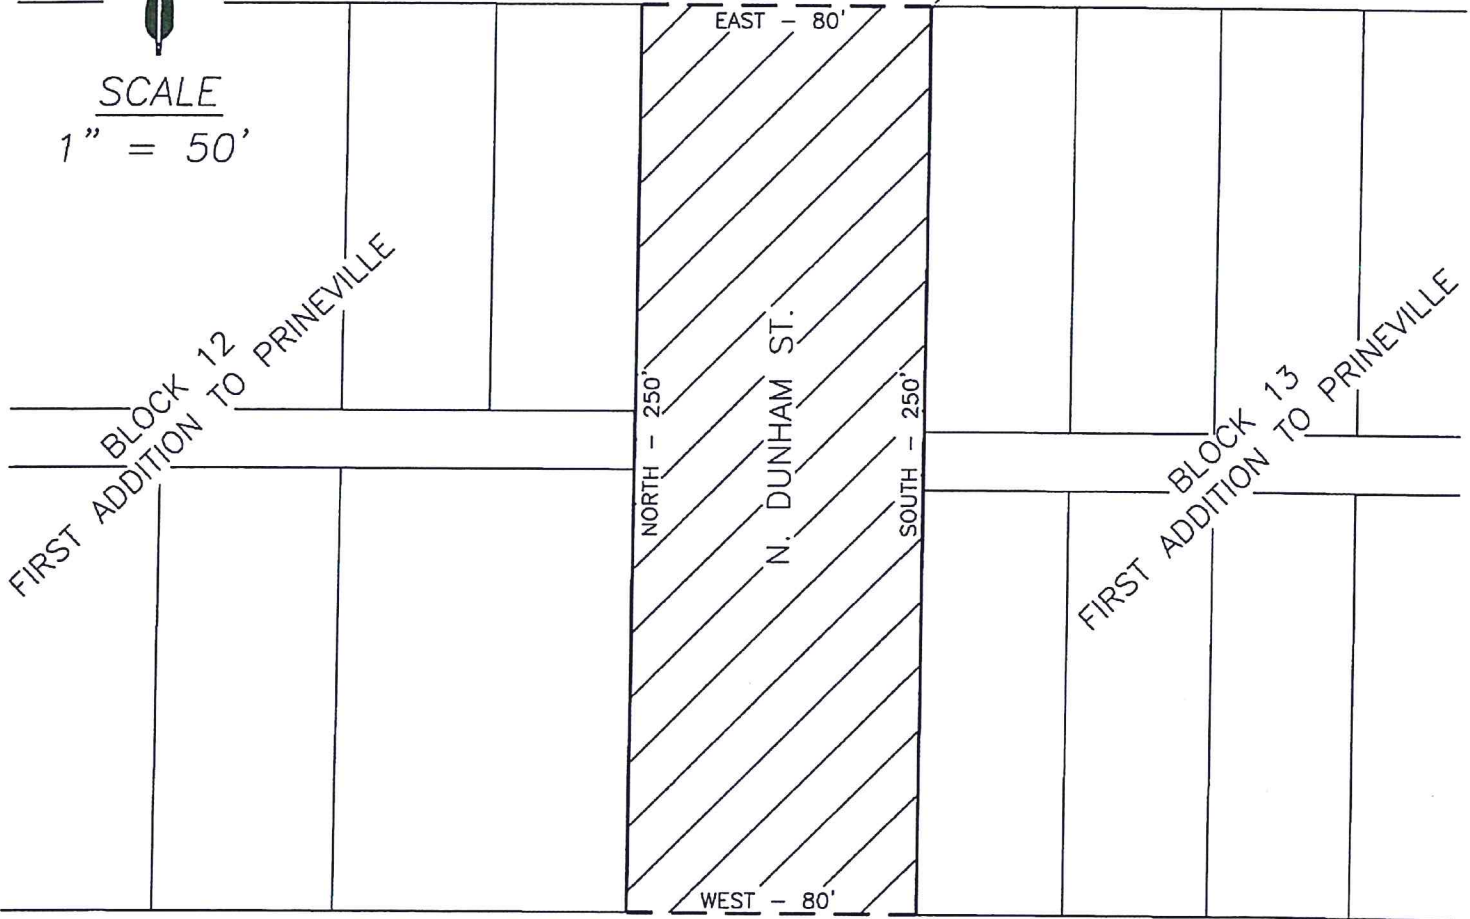 EAST - 80'
SCALE
1" = 50'
BLOCK 12
FIRST ADDITION TO PRINEVILLE
NORTH - 250'
N. DUNHAM ST.
SOUTH - 250'
BLOCK 13
FIRST ADDITION TO PRINEVILLE
WEST - 80'